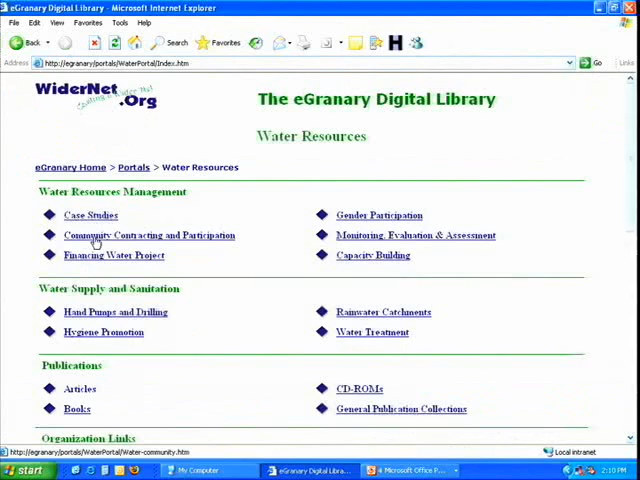 eGranary Digital Library - Microsoft Internet Explorer
File Edit View Favorites Tools Help
Back Search Favorites
Address http://egranary/portals/WaterPortal/Index.htm Go Links
WiderNet
.Org
The eGranary Digital Library
Water Resources
eGranary Home > Portals > Water Resources
Water Resources Management
Case Studies Gender Participation
Community Contracting and Participation Monitoring, Evaluation & Assessment
Financing Water Project Capacity Building
Water Supply and Sanitation
Hand Pumps and Drilling Rainwater Catchments
Hygiene Promotion Water Treatment
Publications
Articles CD-ROMs
Books General Publication Collections
Organization Links
http://egranary/portals/WaterPortal/Water-community.htm Local intranet
start My Computer eGranary Digital Libra... 4 Microsoft Office P... 2:10 PM